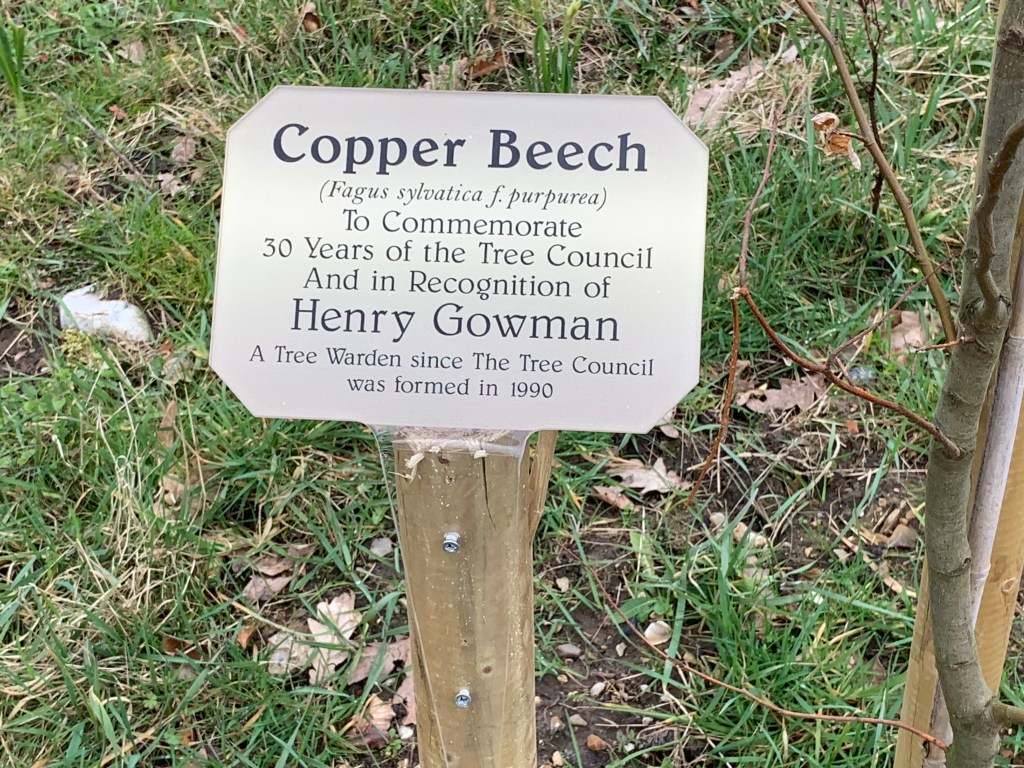 Copper Beech
(Fagus sylvatica f. purpurea)
To Commemorate
30 Years of the Tree Council
And in Recognition of
Henry Gowman
A Tree Warden since The Tree Council
was formed in 1990